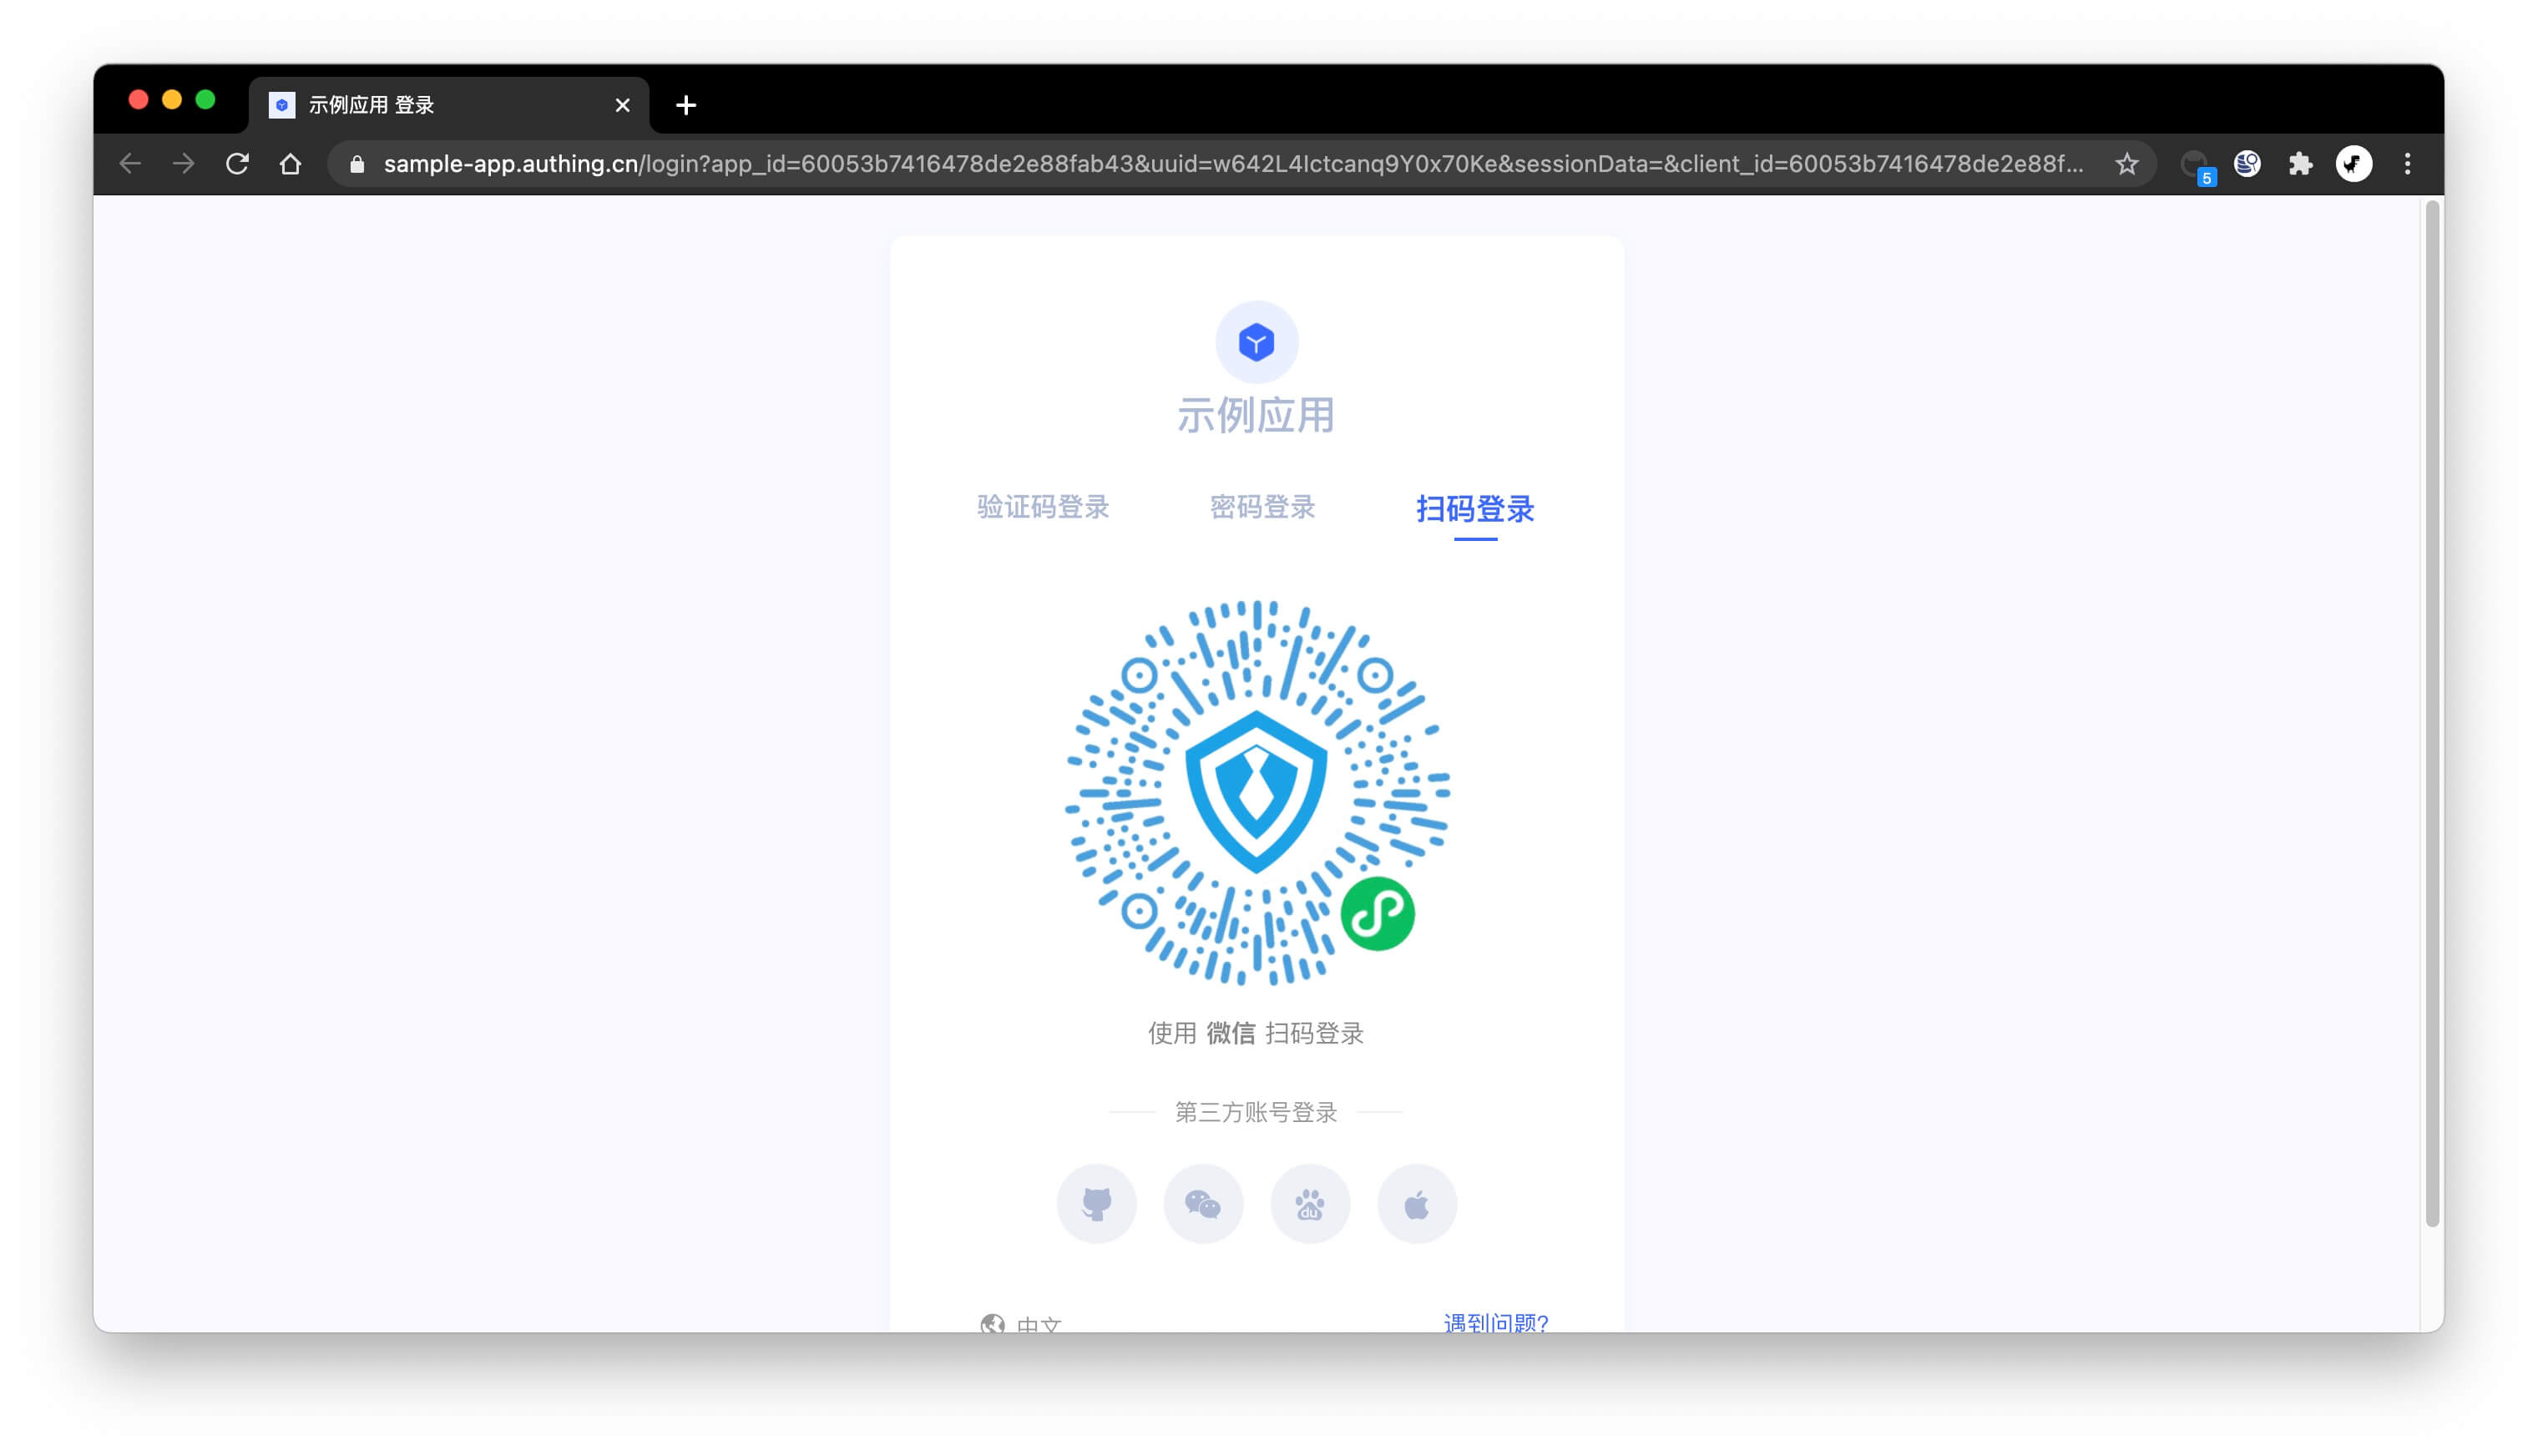 示例应用 登录
sample-app.authing.cn/login?app_id=60053b7416478de2e88fab43&uuid=w642L4lctcanq9Y0x70Ke&sessionData=&client_id=60053b7416478de2e88f...
5
示例应用
验证码登录 密码登录 扫码登录
使用 微信 扫码登录
第三方账号登录
du
中文 遇到问题?